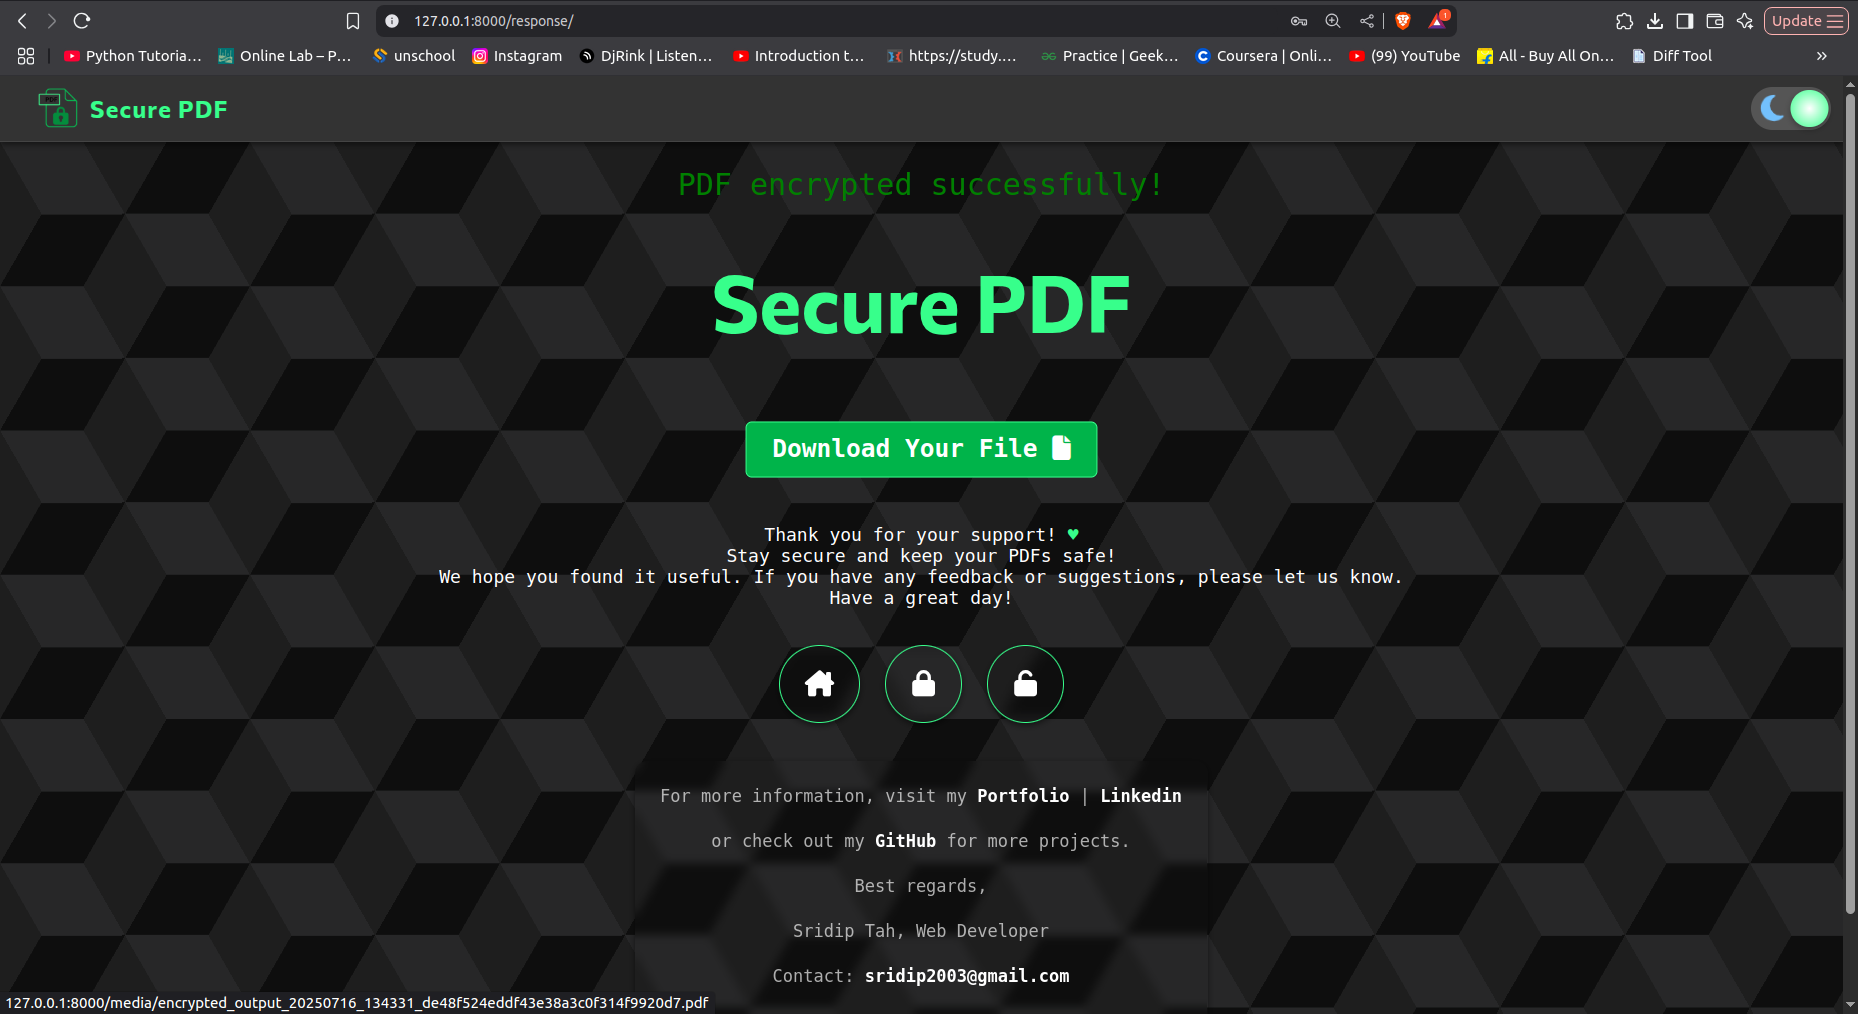 127.0.0.1:8000/response/
1
Update
Python Tutoria...
Online Lab – P...
unschool
Instagram
DjRink | Listen...
Introduction t...
https://study....
Practice | Geek...
Coursera | Onli...
(99) YouTube
All - Buy All On...
Diff Tool
»
PDF
Secure PDF
PDF encrypted successfully!
Secure PDF
Download Your File
Thank you for your support! ♥
Stay secure and keep your PDFs safe!
We hope you found it useful. If you have any feedback or suggestions, please let us know.
Have a great day!
For more information, visit my Portfolio | Linkedin
or check out my GitHub for more projects.
Best regards,
Sridip Tah, Web Developer
Contact: sridip2003@gmail.com
127.0.0.1:8000/media/encrypted_output_20250716_134331_de48f524eddf43e38a3c0f314f9920d7.pdf